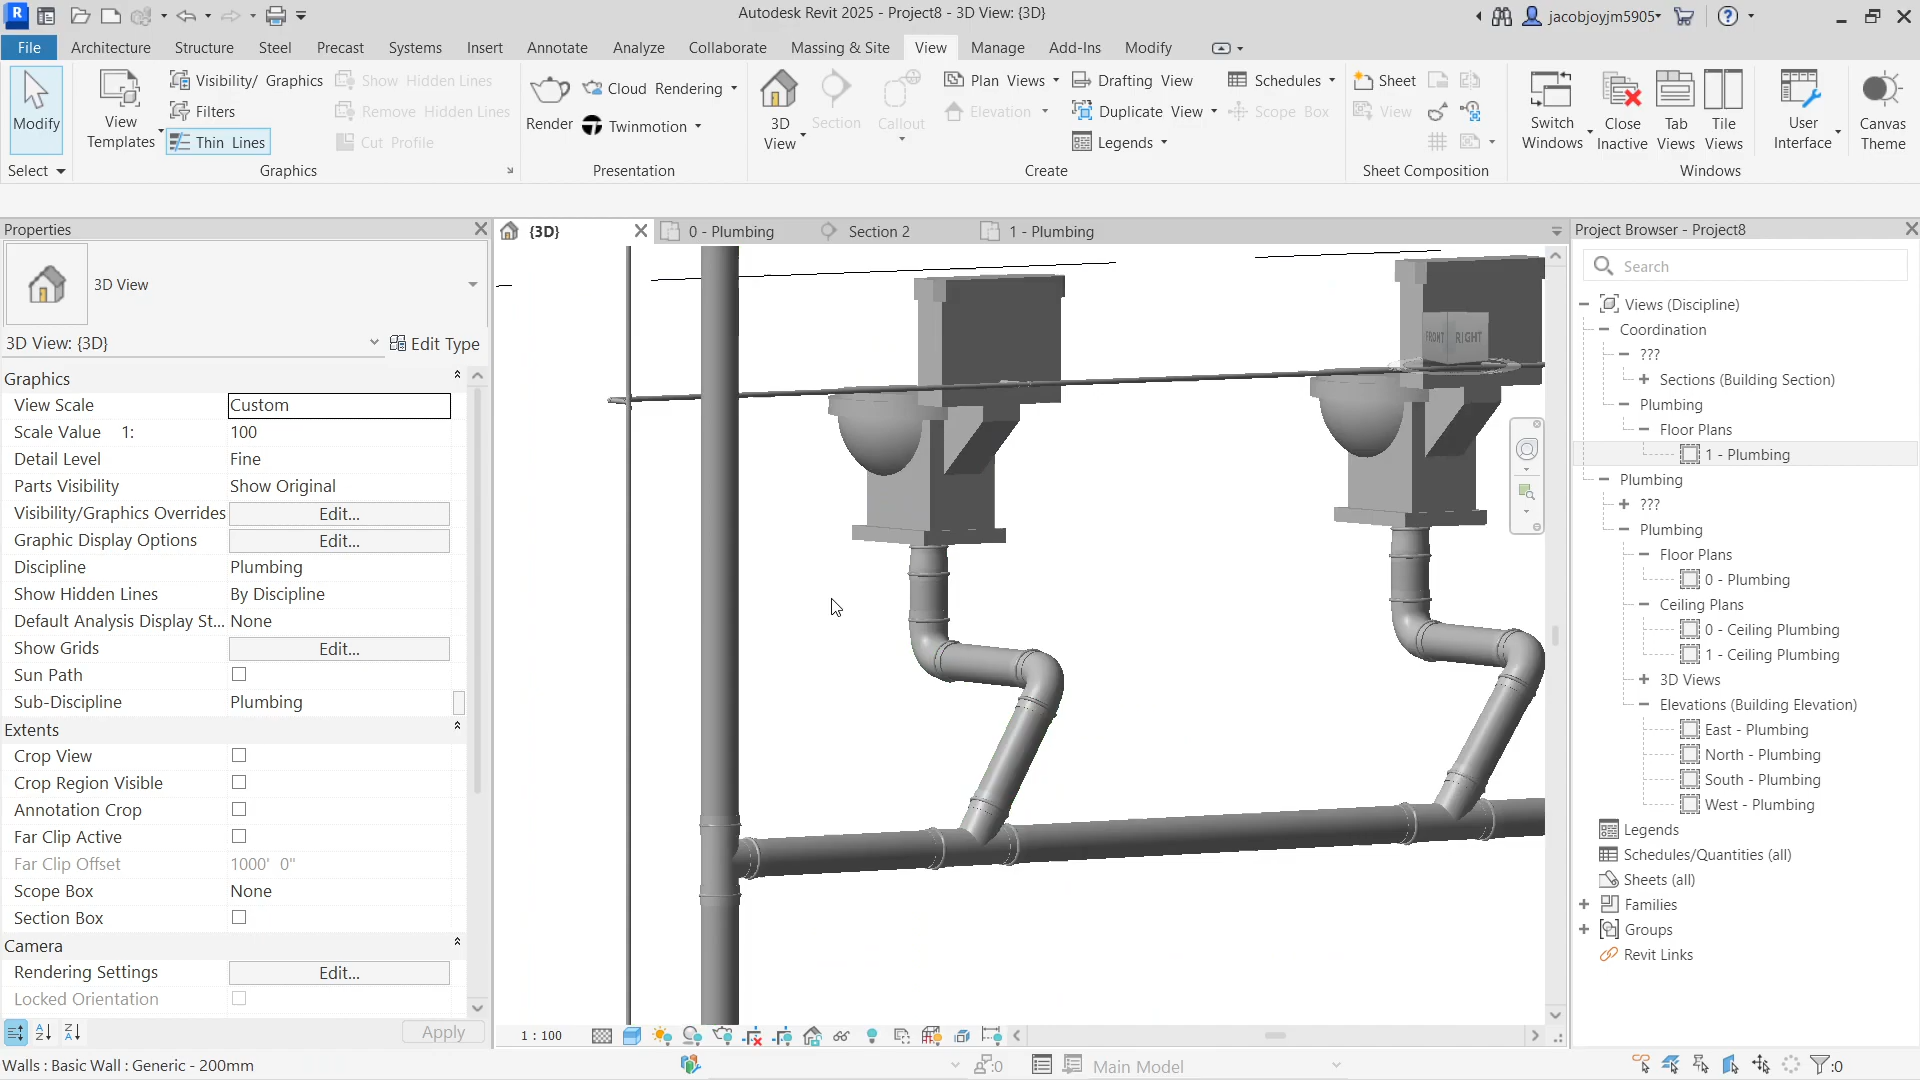 R
Autodesk Revit 2025 - Project8 - 3D View: {3D}
jacobjoyjm5905
File
Architecture
Structure
Steel
Precast
Systems
Insert
Annotate
Analyze
Collaborate
Massing & Site
View
Manage
Add-Ins
Modify
Modify
Select
View
Templates
Visibility/ Graphics
Filters
Thin Lines
Show Hidden Lines
Remove Hidden Lines
Cut Profile
Graphics
Render
Cloud Rendering
Twinmotion
Presentation
3D
View
Section
Callout
Plan Views
Elevation
Drafting View
Duplicate View
Legends
Schedules
Scope Box
Create
Sheet
View
Sheet Composition
Switch
Windows
Close
Inactive
Tab
Views
Tile
Views
Windows
User
Interface
Canvas
Theme
Properties
3D View
3D View: {3D}
Edit Type
Graphics
View Scale Custom
Scale Value 1: 100
Detail Level Fine
Parts Visibility Show Original
Visibility/Graphics Overrides Edit...
Graphic Display Options Edit...
Discipline Plumbing
Show Hidden Lines By Discipline
Default Analysis Display St... None
Show Grids Edit...
Sun Path
Sub-Discipline Plumbing
Extents
Crop View
Crop Region Visible
Annotation Crop
Far Clip Active
Far Clip Offset 1000' 0"
Scope Box None
Section Box
Camera
Rendering Settings Edit...
Locked Orientation
Apply
{3D}
0 - Plumbing
Section 2
1 - Plumbing
FRONT
RIGHT
1 : 100
Project Browser - Project8
Search
Views (Discipline)
Coordination
???
Sections (Building Section)
Plumbing
Floor Plans
1 - Plumbing
Plumbing
???
Plumbing
Floor Plans
0 - Plumbing
Ceiling Plans
0 - Ceiling Plumbing
1 - Ceiling Plumbing
3D Views
Elevations (Building Elevation)
East - Plumbing
North - Plumbing
South - Plumbing
West - Plumbing
Legends
Schedules/Quantities (all)
Sheets (all)
Families
Groups
Revit Links
Walls : Basic Wall : Generic - 200mm
:0
Main Model
:0